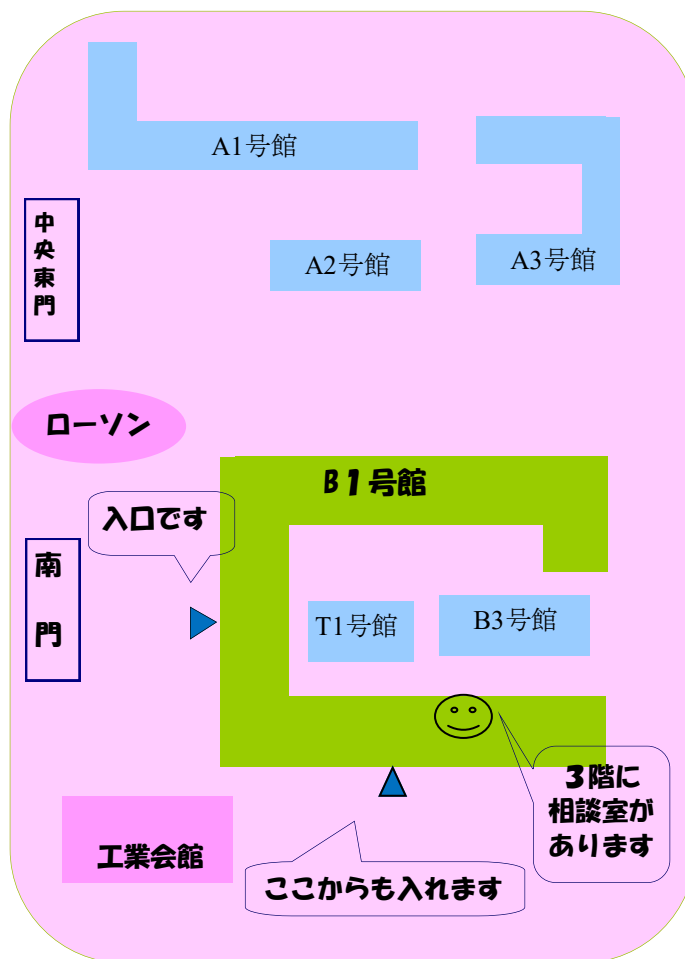 A1号館
A2号館
A3号館
中央東門
ローソン
B1号館
入口です
南門
T1号館
B3号館
3階に
相談室が
あります
工業会館
ここからも入れます